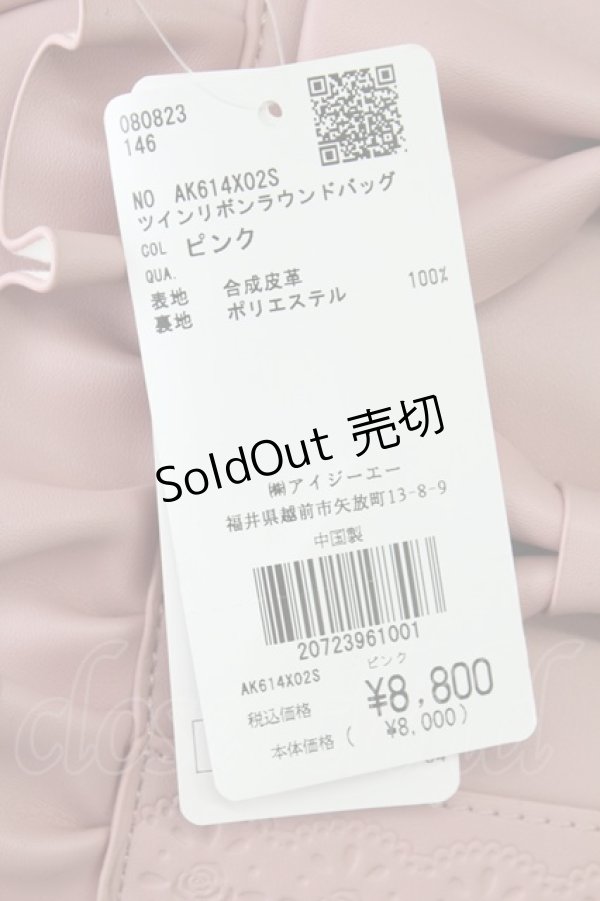 080823
146
NO AK614X02S
ツインリボンラウンドバッグ
COL ピンク
QUA.
表地 合成皮革
裏地 ポリエステル 100%
SoldOut 売切
㈱アイジーエー
福井県越前市矢放町13-8-9
中国製
20723961001
AK614X02S ピンク
税込価格 ¥8,800
本体価格( ¥8,000)